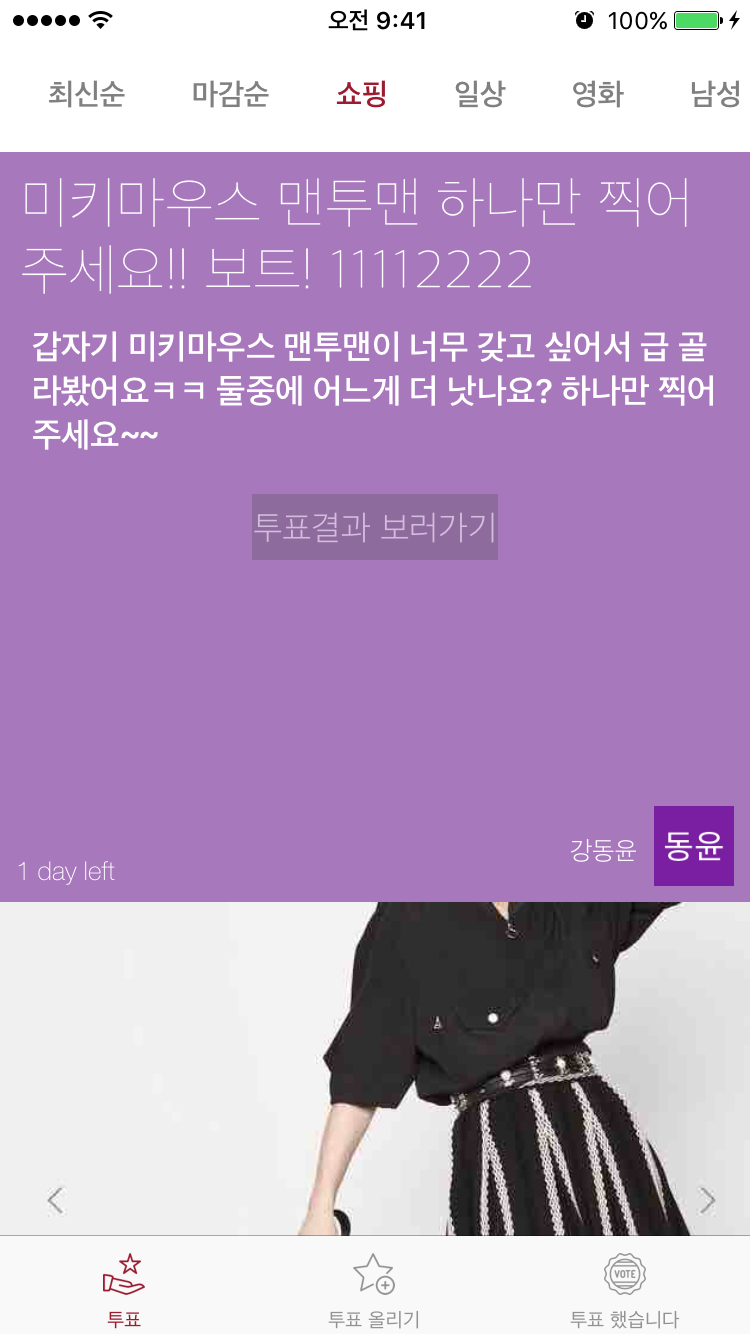 오전 9:41
100%
최신순 마감순 쇼핑 일상 영화 남성
미키마우스 맨투맨 하나만 찍어
주세요!! 보트! 11112222
갑자기 미키마우스 맨투맨이 너무 갖고 싶어서 급 골
라봤어요ㅋㅋ 둘중에 어느게 더 낫나요? 하나만 찍어
주세요~~
투표결과 보러가기
강동윤 동윤
1 day left
VOTE
투표 투표 올리기 투표 했습니다